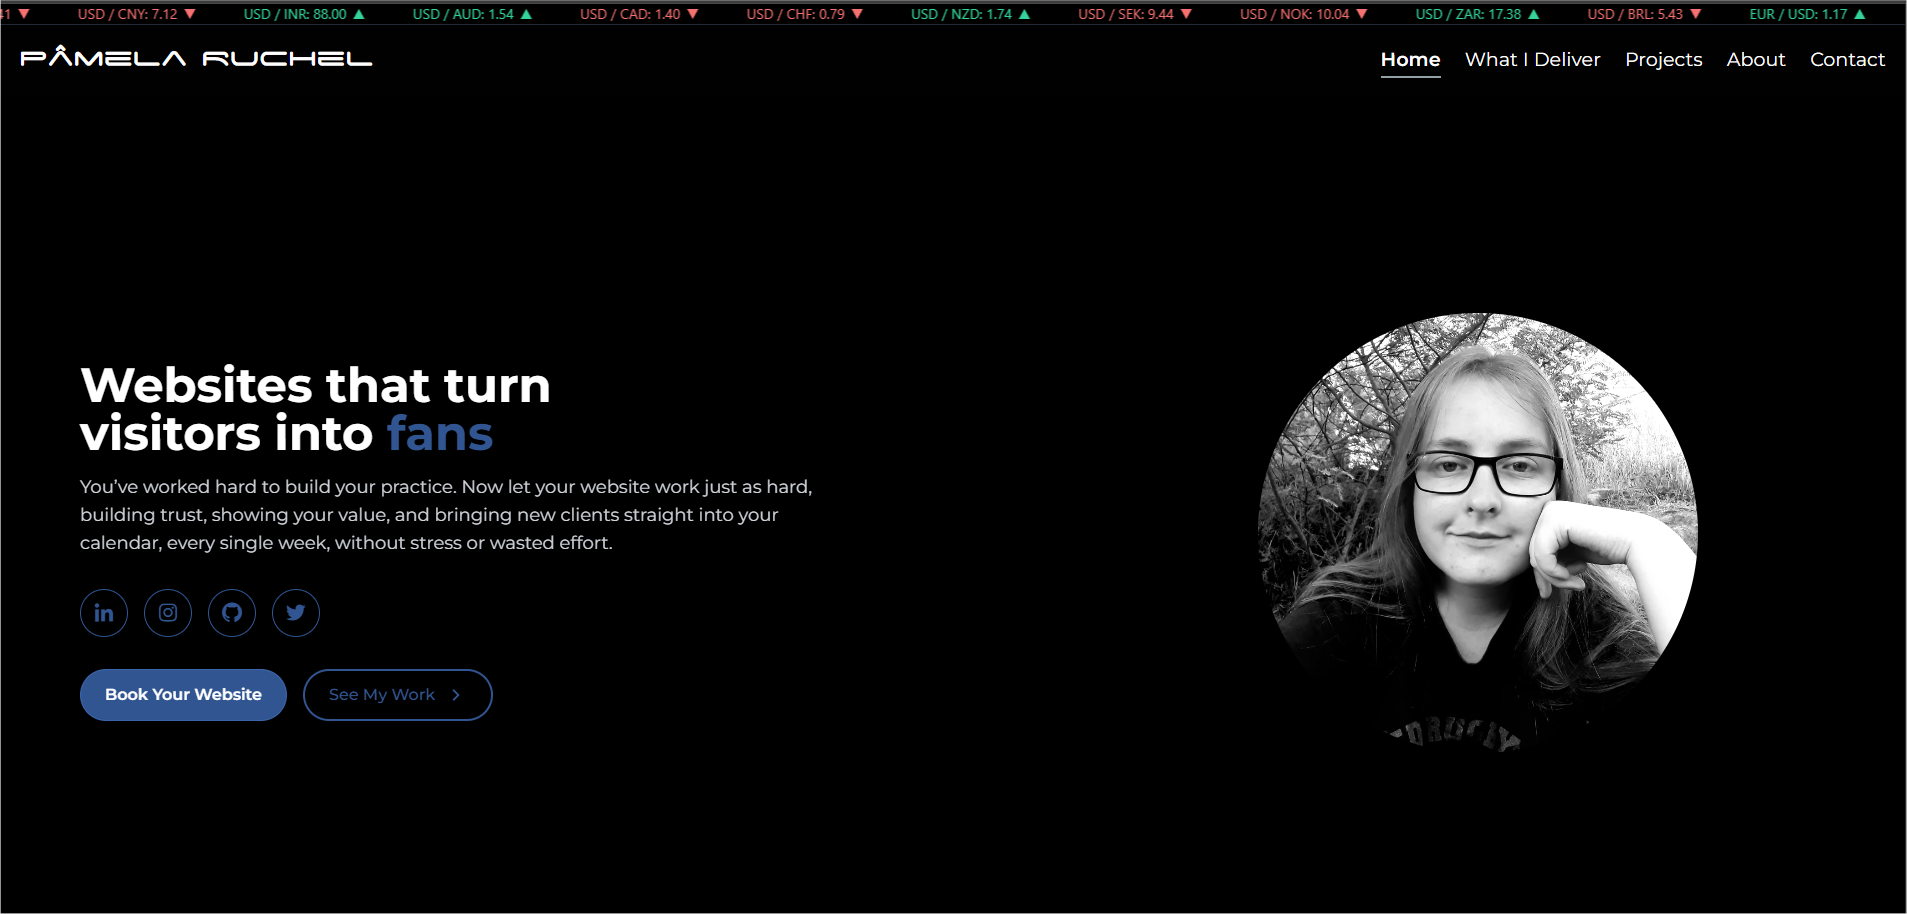 41 ▼ USD / CNY: 7.12 ▼ USD / INR: 88.00 ▲ USD / AUD: 1.54 ▲ USD / CAD: 1.40 ▼ USD / CHF: 0.79 ▼ USD / NZD: 1.74 ▲ USD / SEK: 9.44 ▼ USD / NOK: 10.04 ▼ USD / ZAR: 17.38 ▲ USD / BRL: 5.43 ▼ EUR / USD: 1.17 ▲
PÂMELA RUCHEL
Home What I Deliver Projects About Contact
Websites that turn
visitors into fans
You’ve worked hard to build your practice. Now let your website work just as hard,
building trust, showing your value, and bringing new clients straight into your
calendar, every single week, without stress or wasted effort.
Book Your Website See My Work